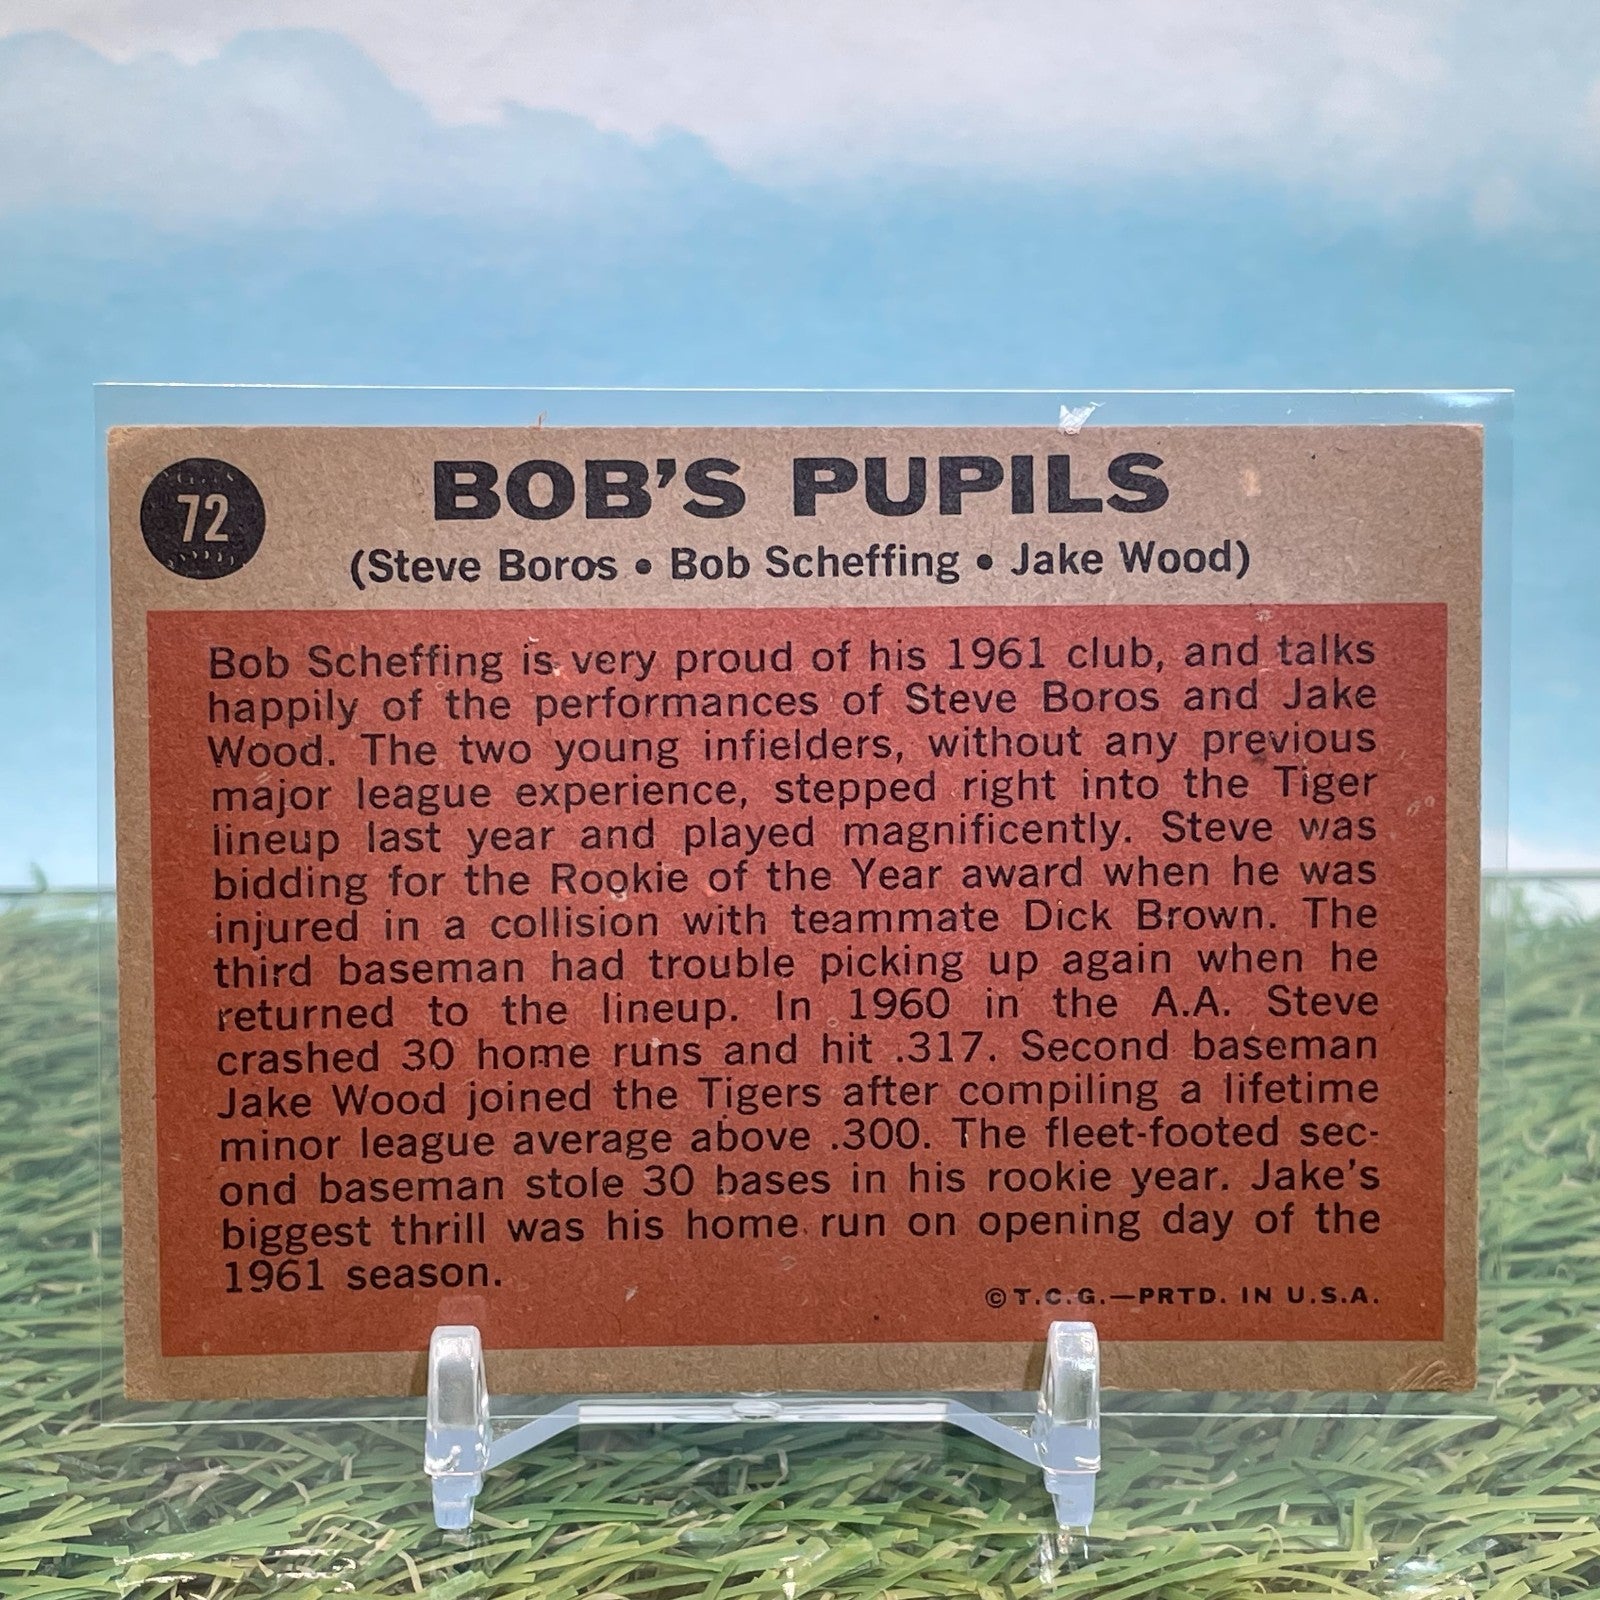 72
BOB'S PUPILS
(Steve Boros • Bob Scheffing • Jake Wood)
Bob Scheffing is very proud of his 1961 club, and talks
happily of the performances of Steve Boros and Jake
Wood. The two young infielders, without any previous
major league experience, stepped right into the Tiger
lineup last year and played magnificently. Steve was
bidding for the Rookie of the Year award when he was
injured in a collision with teammate Dick Brown. The
third baseman had trouble picking up again when he
returned to the lineup. In 1960 in the A.A. Steve
crashed 30 home runs and hit .317. Second baseman
Jake Wood joined the Tigers after compiling a lifetime
minor league average above .300. The fleet-footed sec-
ond baseman stole 30 bases in his rookie year. Jake's
biggest thrill was his home run on opening day of the
1961 season.
© T.C.G.—PRTD. IN U.S.A.